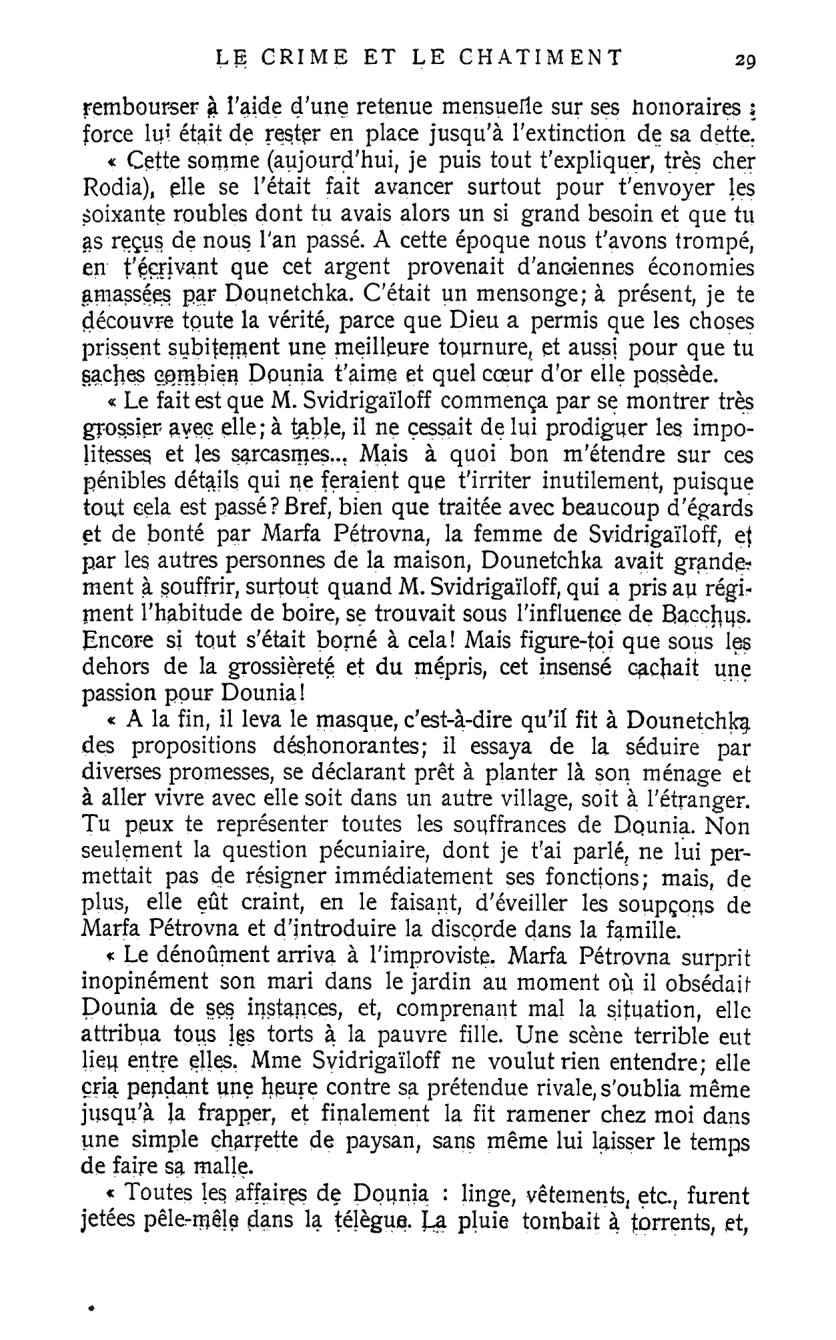 LE CRIME ET LE CHATIMENT 29
rembourser à l'aide d'une retenue mensuelle sur ses honoraires ;
force lui était de rester en place jusqu'à l'extinction de sa dette.
« Cette somme (aujourd'hui, je puis tout t'expliquer, très cher
Rodia), elle se l'était fait avancer surtout pour t'envoyer les
soixante roubles dont tu avais alors un si grand besoin et que tu
as reçus de nous l'an passé. A cette époque nous t'avons trompé,
en t'écrivant que cet argent provenait d'anciennes économies
amassées par Dounetchka. C'était un mensonge; à présent, je te
découvre toute la vérité, parce que Dieu a permis que les choses
prissent subitement une meilleure tournure, et aussi pour que tu
saches combien Dounia t'aime et quel cœur d'or elle possède.
« Le fait est que M. Svidrigaïloff commença par se montrer très
grossier avec elle; à table, il ne cessait de lui prodiguer les impo-
litesses et les sarcasmes... Mais à quoi bon m'étendre sur ces
pénibles détails qui ne feraient que t'irriter inutilement, puisque
tout cela est passé? Bref, bien que traitée avec beaucoup d'égards
et de bonté par Marfa Pétrovna, la femme de Svidrigaïloff, et
par les autres personnes de la maison, Dounetchka avait grande-
ment à souffrir, surtout quand M. Svidrigaïloff, qui a pris au régi-
ment l'habitude de boire, se trouvait sous l'influence de Bacchus.
Encore si tout s'était borné à cela! Mais figure-toi que sous les
dehors de la grossièreté et du mépris, cet insensé cachait une
passion pour Dounia!
« A la fin, il leva le masque, c'est-à-dire qu'il fit à Dounetchka
des propositions déshonorantes; il essaya de la séduire par
diverses promesses, se déclarant prêt à planter là son ménage et
à aller vivre avec elle soit dans un autre village, soit à l'étranger.
Tu peux te représenter toutes les souffrances de Dounia. Non
seulement la question pécuniaire, dont je t'ai parlé, ne lui per-
mettait pas de résigner immédiatement ses fonctions; mais, de
plus, elle eût craint, en le faisant, d'éveiller les soupçons de
Marfa Pétrovna et d'introduire la discorde dans la famille.
« Le dénoûment arriva à l'improviste. Marfa Pétrovna surprit
inopinément son mari dans le jardin au moment où il obsédait
Dounia de ses instances, et, comprenant mal la situation, elle
attribua tous les torts à la pauvre fille. Une scène terrible eut
lieu entre elles. Mme Svidrigaïloff ne voulut rien entendre; elle
cria pendant une heure contre sa prétendue rivale, s'oublia même
jusqu'à la frapper, et finalement la fit ramener chez moi dans
une simple charrette de paysan, sans même lui laisser le temps
de faire sa malle.
« Toutes les affaires de Dounia : linge, vêtements, etc., furent
jetées pêle-mêle dans la télègue. La pluie tombait à torrents, et,